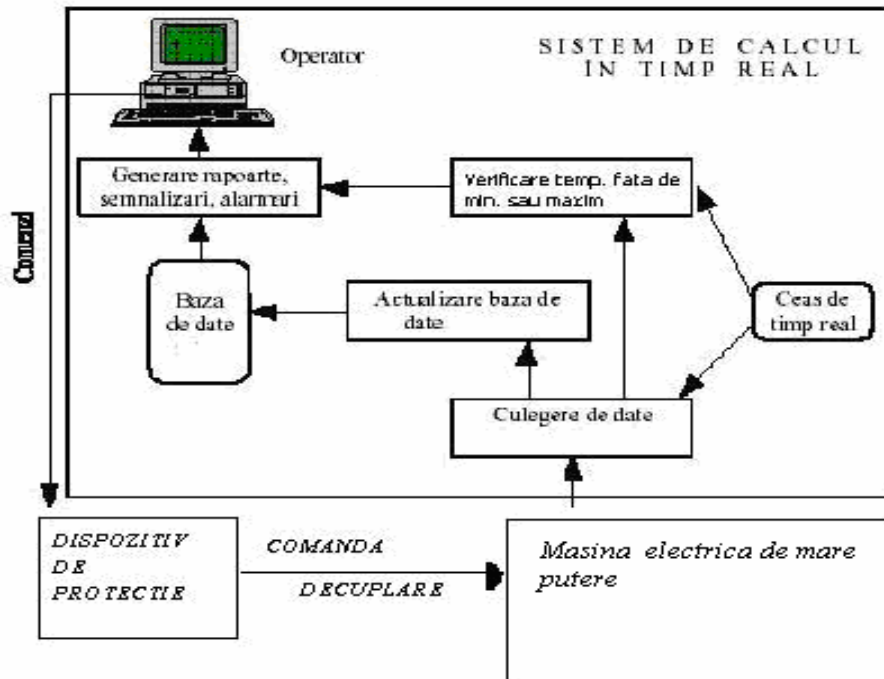 Operator
SISTEM DE CALCUL
IN TIMP REAL
Generare rapoarte,
semnalizari, alarmari
Verificare temp. fata de
min. sau maxim
Comenzi
Baza
de date
Actualizare baza de
date
Ceas de
timp real
Culegere de date
DISPOZITIV
DE
PROTECTIE
COMANDA
DECUPLARE
Masina electrica de mare
putere